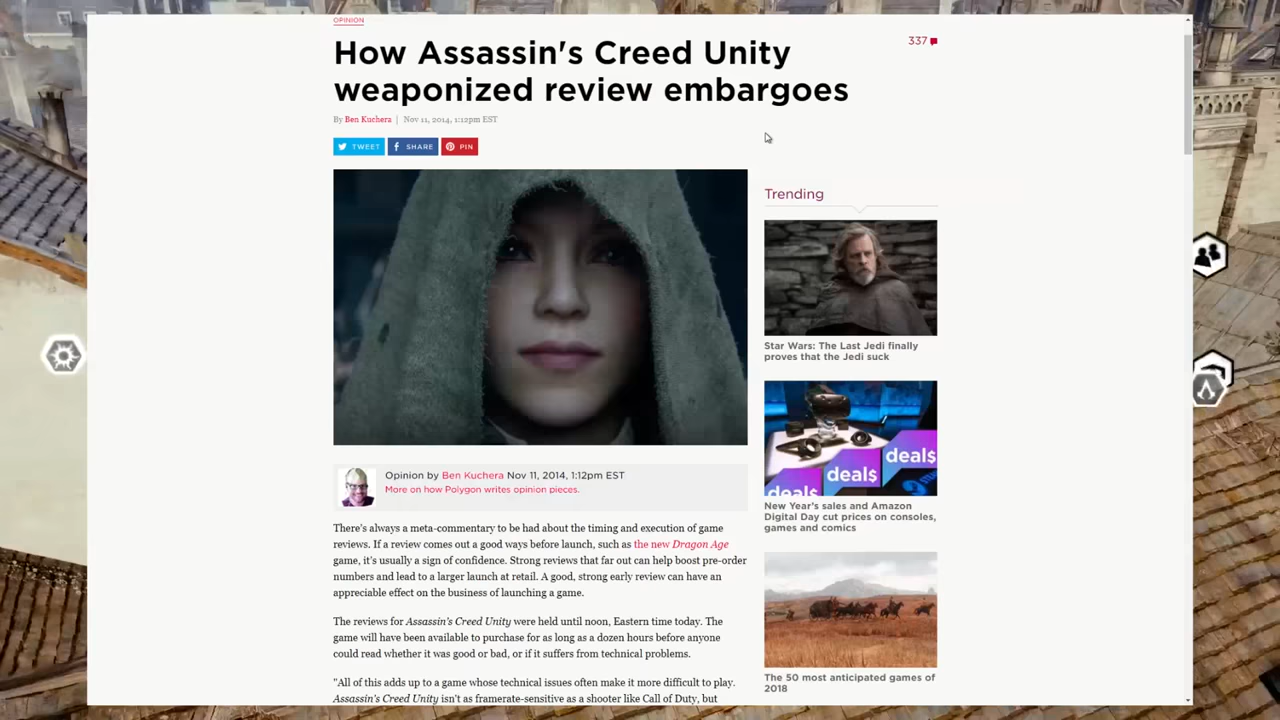 OPINION
How Assassin's Creed Unity
weaponized review embargoes
337
By Ben Kuchera | Nov 11, 2014, 1:12pm EST
TWEET SHARE PIN
Opinion by Ben Kuchera Nov 11, 2014, 1:12pm EST
More on how Polygon writes opinion pieces.
There's always a meta-commentary to be had about the timing and execution of game
reviews. If a review comes out a good ways before launch, such as the new Dragon Age
game, it's usually a sign of confidence. Strong reviews that far out can help boost pre-order
numbers and lead to a larger launch at retail. A good, strong early review can have an
appreciable effect on the business of launching a game.
The reviews for Assassin's Creed Unity were held until noon, Eastern time today. The
game will have been available to purchase for as long as a dozen hours before anyone
could read whether it was good or bad, or if it suffers from technical problems.
"All of this adds up to a game whose technical issues often make it more difficult to play.
Assassin's Creed Unity isn't as framerate-sensitive as a shooter like Call of Duty, but
Trending
Star Wars: The Last Jedi finally
proves that the Jedi suck
deals deal$ deal$
New Year's sales and Amazon
Digital Day cut prices on consoles,
games and comics
The 50 most anticipated games of
2018